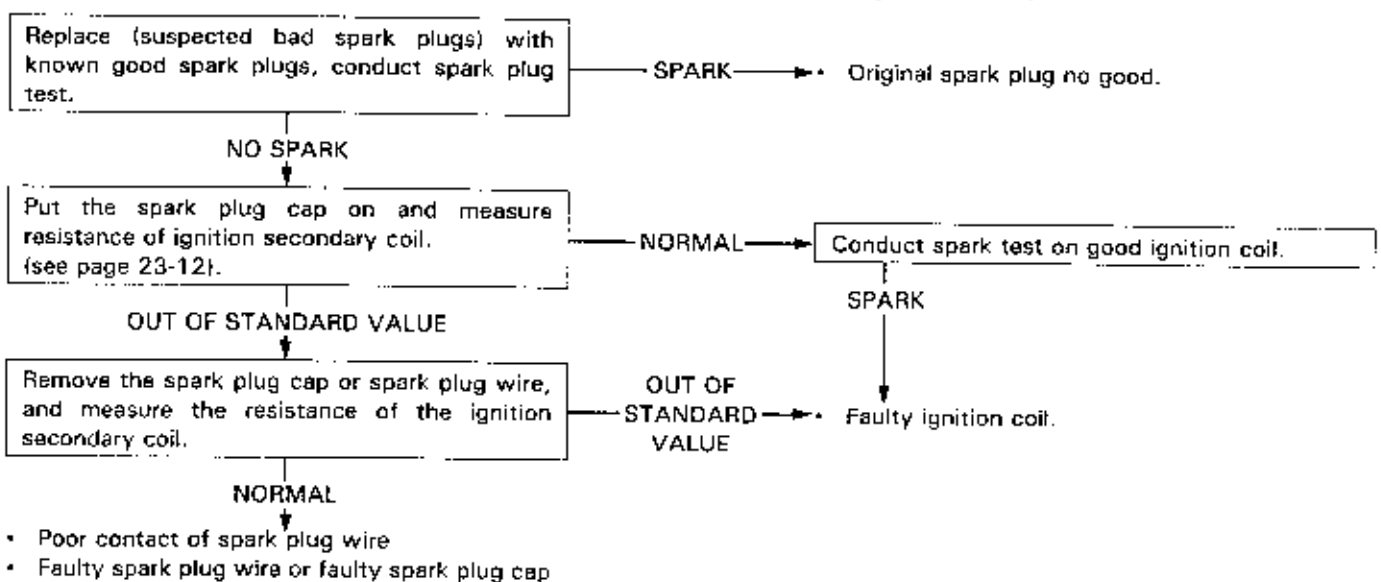 Replace (suspected bad spark plugs) with
known good spark plugs, conduct spark plug
test.
SPARK
Original spark plug no good.
NO SPARK
Put the spark plug cap on and measure
resistance of ignition secondary coil.
(see page 23-12).
NORMAL
Conduct spark test on good ignition coil.
SPARK
OUT OF STANDARD VALUE
Remove the spark plug cap or spark plug wire,
and measure the resistance of the ignition
secondary coil.
OUT OF
STANDARD
VALUE
• Faulty ignition coil.
NORMAL
• Poor contact of spark plug wire
• Faulty spark plug wire or faulty spark plug cap